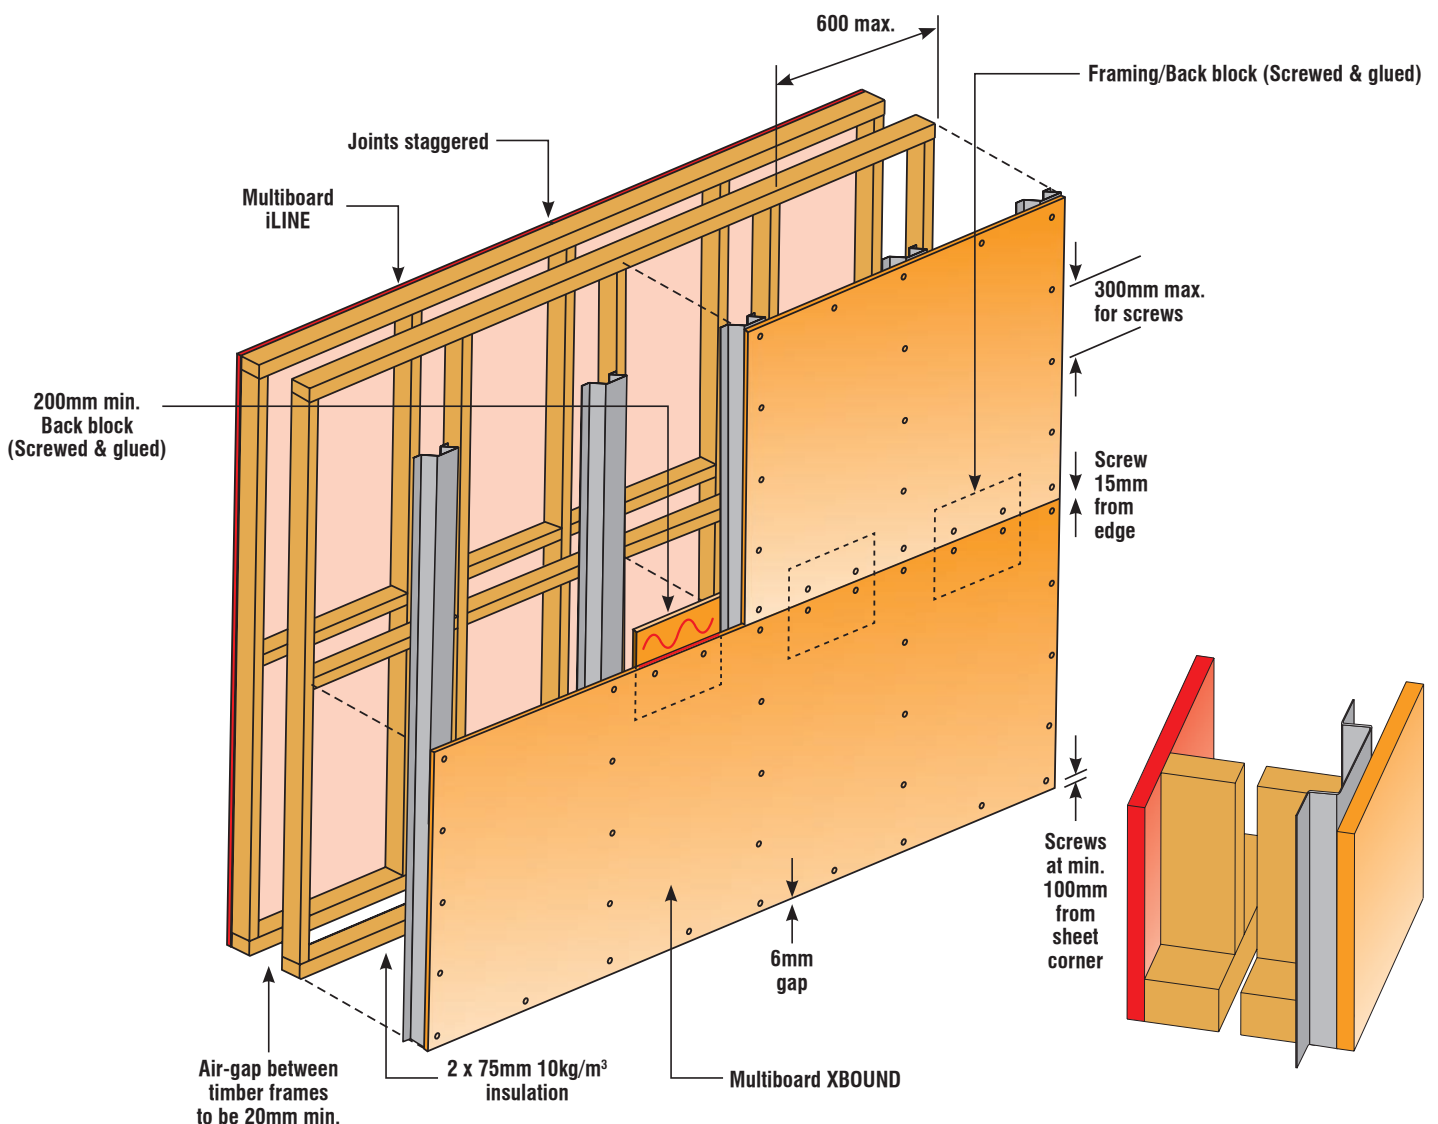 600 max.
Framing/Back block (Screwed & glued)
Joints staggered
Multiboard
iLINE
300mm max.
for screws
200mm min.
Back block
(Screwed & glued)
Screw
15mm
from
edge
Screws
at min.
100mm
from
sheet
corner
6mm
gap
Air-gap between
timber frames
to be 20mm min.
2 x 75mm 10kg/m³
insulation
Multiboard XBOUND